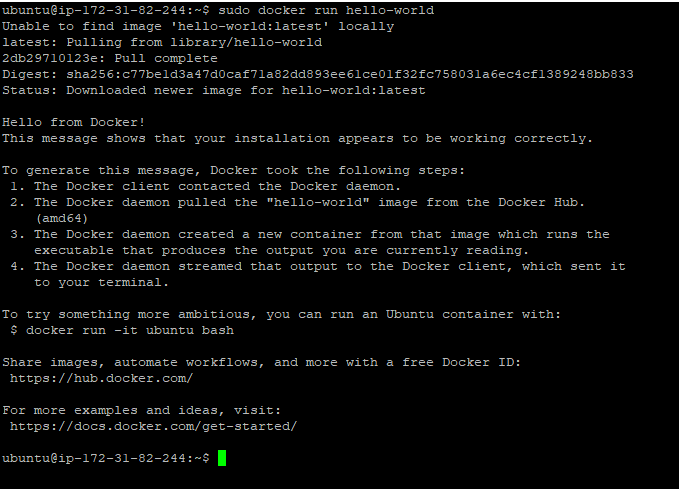 ubuntu@ip-172-31-82-244:~$ sudo docker run hello-world
Unable to find image 'hello-world:latest' locally
latest: Pulling from library/hello-world
2db29710123e: Pull complete
Digest: sha256:c77be1d3a47d0caf71a82dd893ee61ce01f32fc758031a6ec4cf1389248bb833
Status: Downloaded newer image for hello-world:latest
Hello from Docker!
This message shows that your installation appears to be working correctly.
To generate this message, Docker took the following steps:
1. The Docker client contacted the Docker daemon.
2. The Docker daemon pulled the "hello-world" image from the Docker Hub.
(amd64)
3. The Docker daemon created a new container from that image which runs the
executable that produces the output you are currently reading.
4. The Docker daemon streamed that output to the Docker client, which sent it
to your terminal.
To try something more ambitious, you can run an Ubuntu container with:
$ docker run -it ubuntu bash
Share images, automate workflows, and more with a free Docker ID:
https://hub.docker.com/
For more examples and ideas, visit:
https://docs.docker.com/get-started/
ubuntu@ip-172-31-82-244:~$